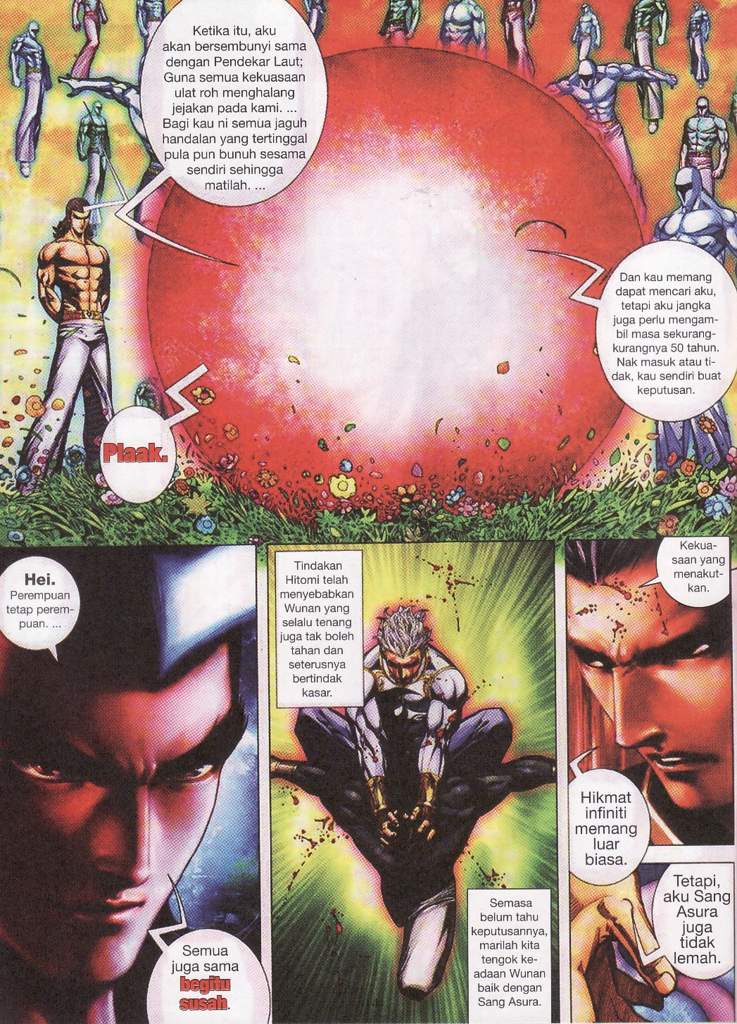 Ketika itu, aku
akan bersembunyi sama
dengan Pendekar Laut;
Guna semua kekuasaan
ulat roh menghalang
jejakan pada kami. ...
Bagi kau ni semua jaguh
handalan yang tertinggal
pula pun bunuh sesama
sendiri sehingga
matilah. ...
Dan kau memang
dapat mencari aku,
tetapi aku jangka
juga perlu mengam-
bil masa sekurang-
kurangnya 50 tahun.
Nak masuk atau ti-
dak, kau sendiri buat
keputusan.
Plaak.
Hei.
Perempuan
tetap perem-
puan. ...
Semua
juga sama
begitu
susah.
Tindakan
Hitomi telah
menyebabkan
Wunan yang
selalu tenang
juga tak boleh
tahan dan
seterusnya
bertindak
kasar.
Semasa
belum tahu
keputusannya,
marilah kita
tengok ke-
adaan Wunan
baik dengan
Sang Asura.
Kekua-
saan yang
menakut-
kan.
Hikmat
infiniti
memang
luar
biasa.
Tetapi,
aku Sang
Asura
juga
tidak
lemah.